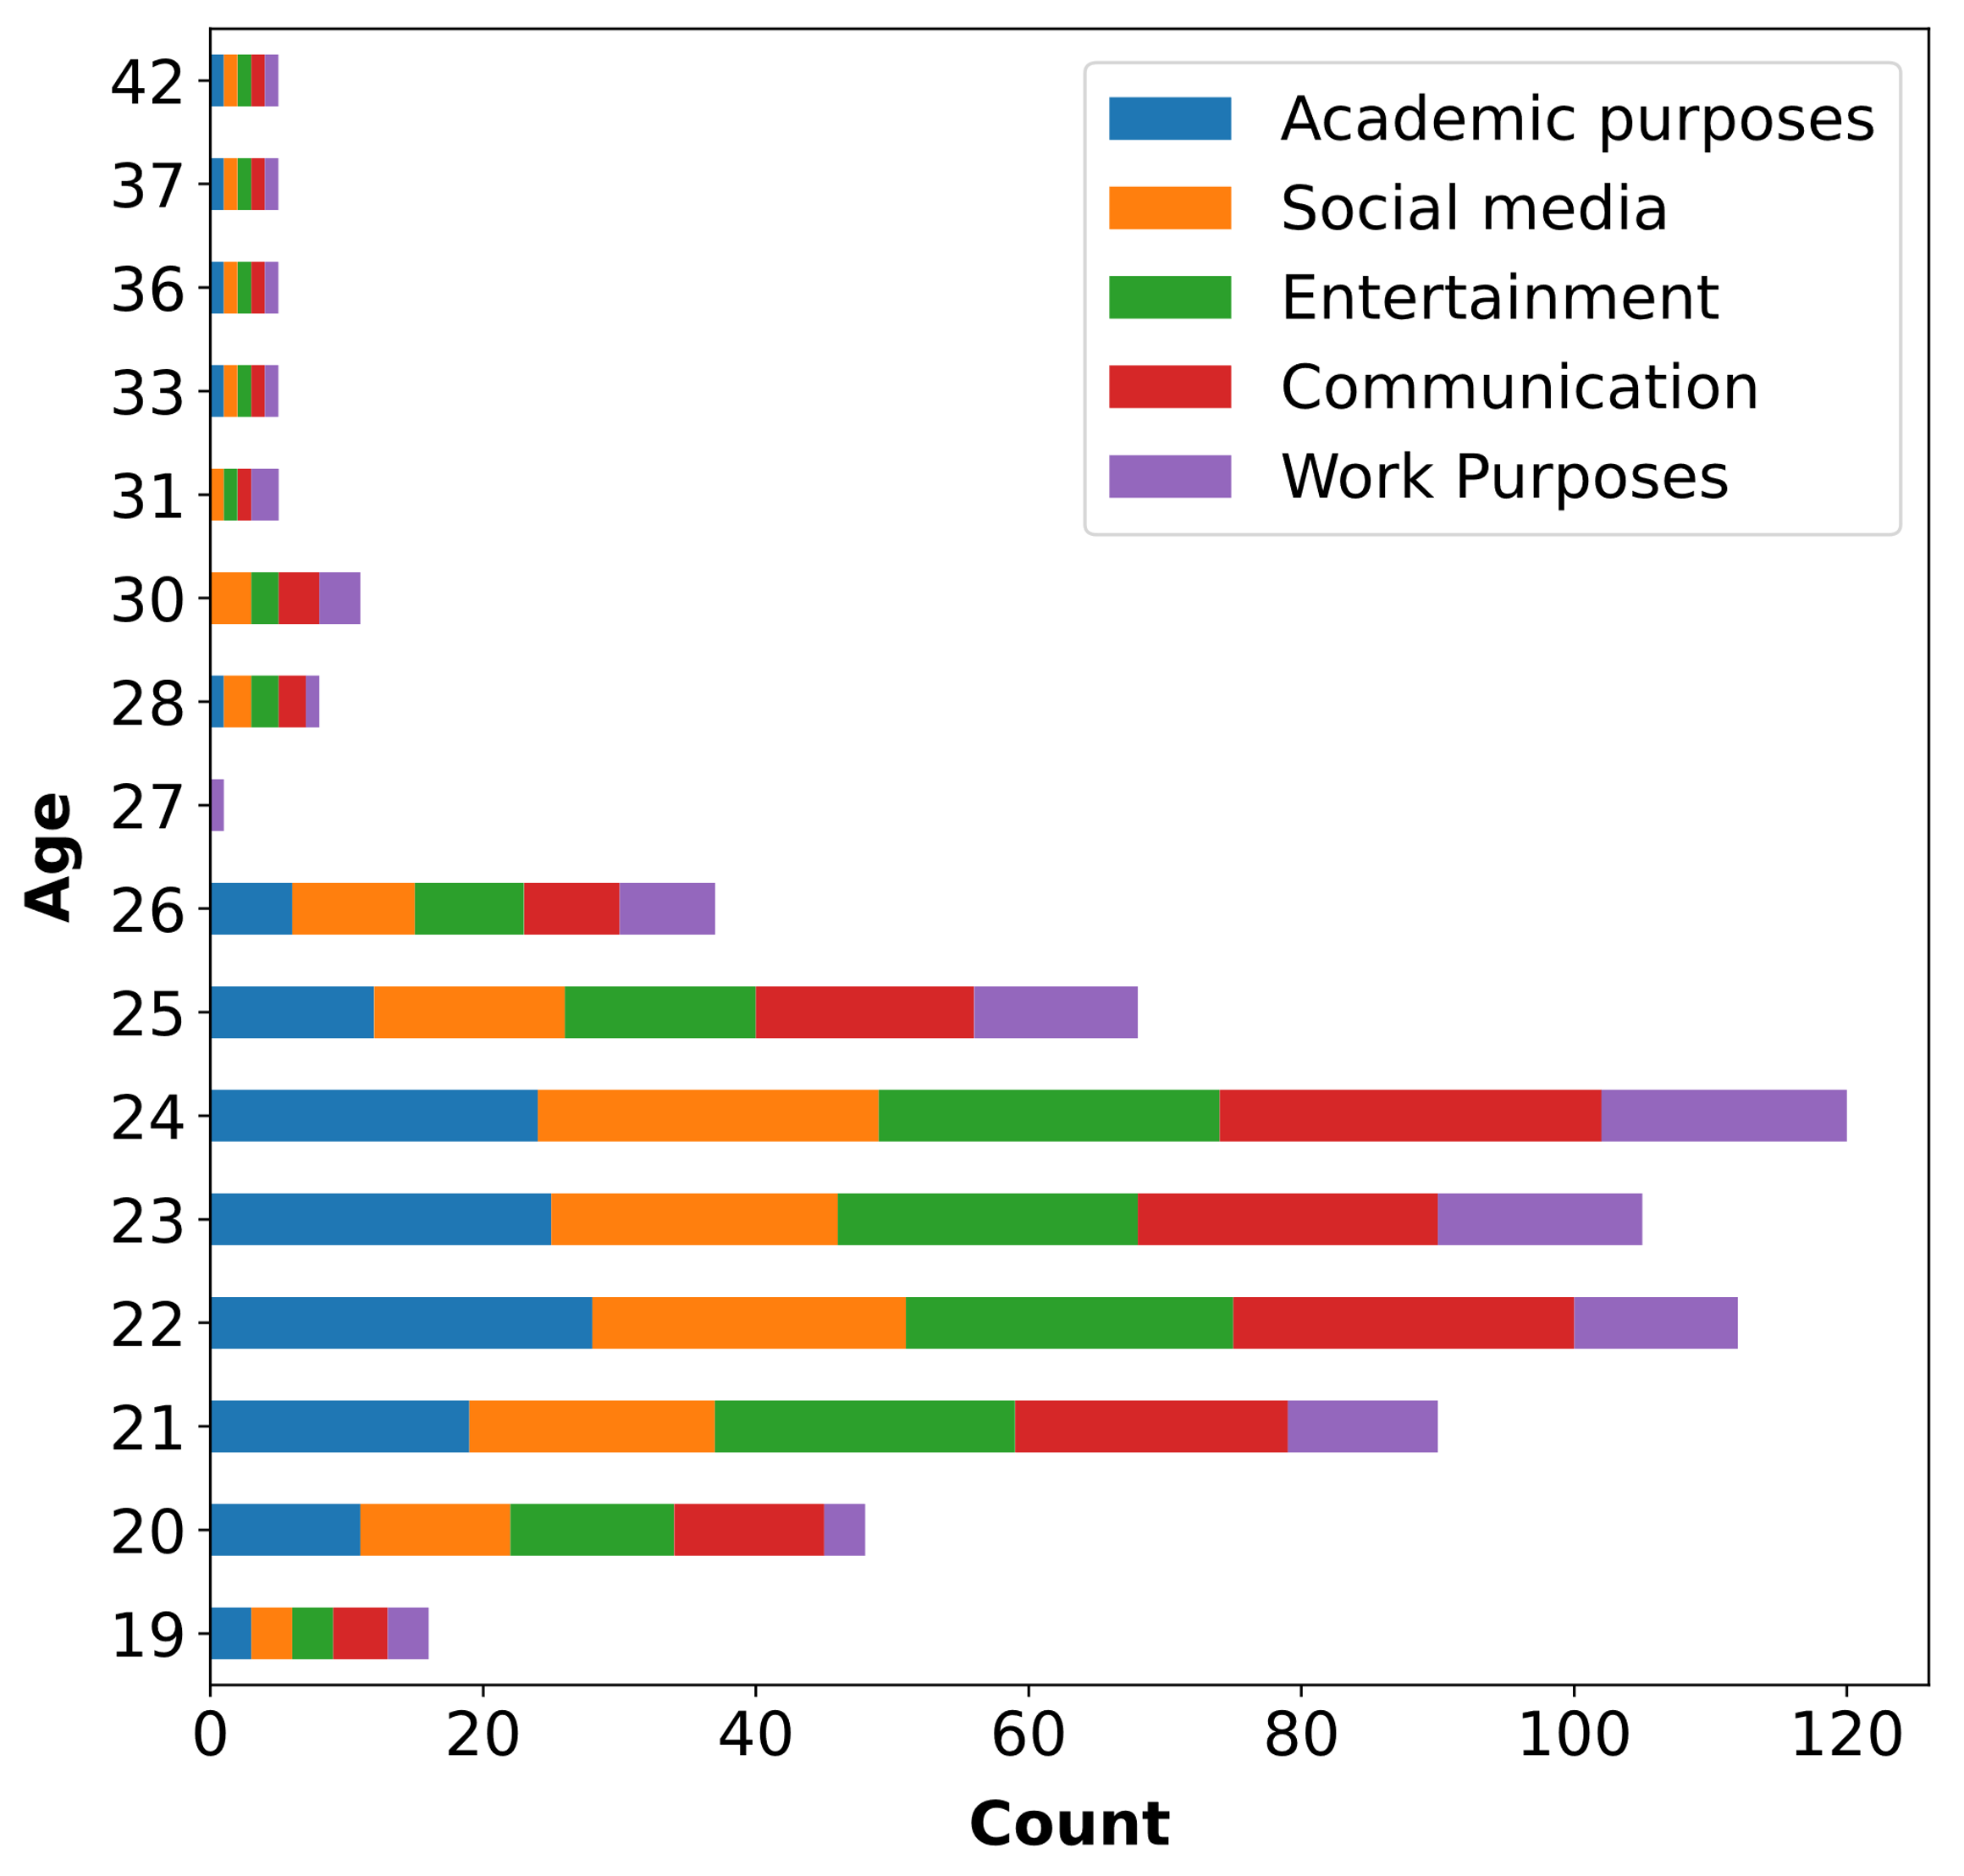 42
37
36
33
31
30
28
27
26
25
24
23
22
21
20
19
Age
Academic purposes
Social media
Entertainment
Communication
Work Purposes
0 20 40 60 80 100 120
Count